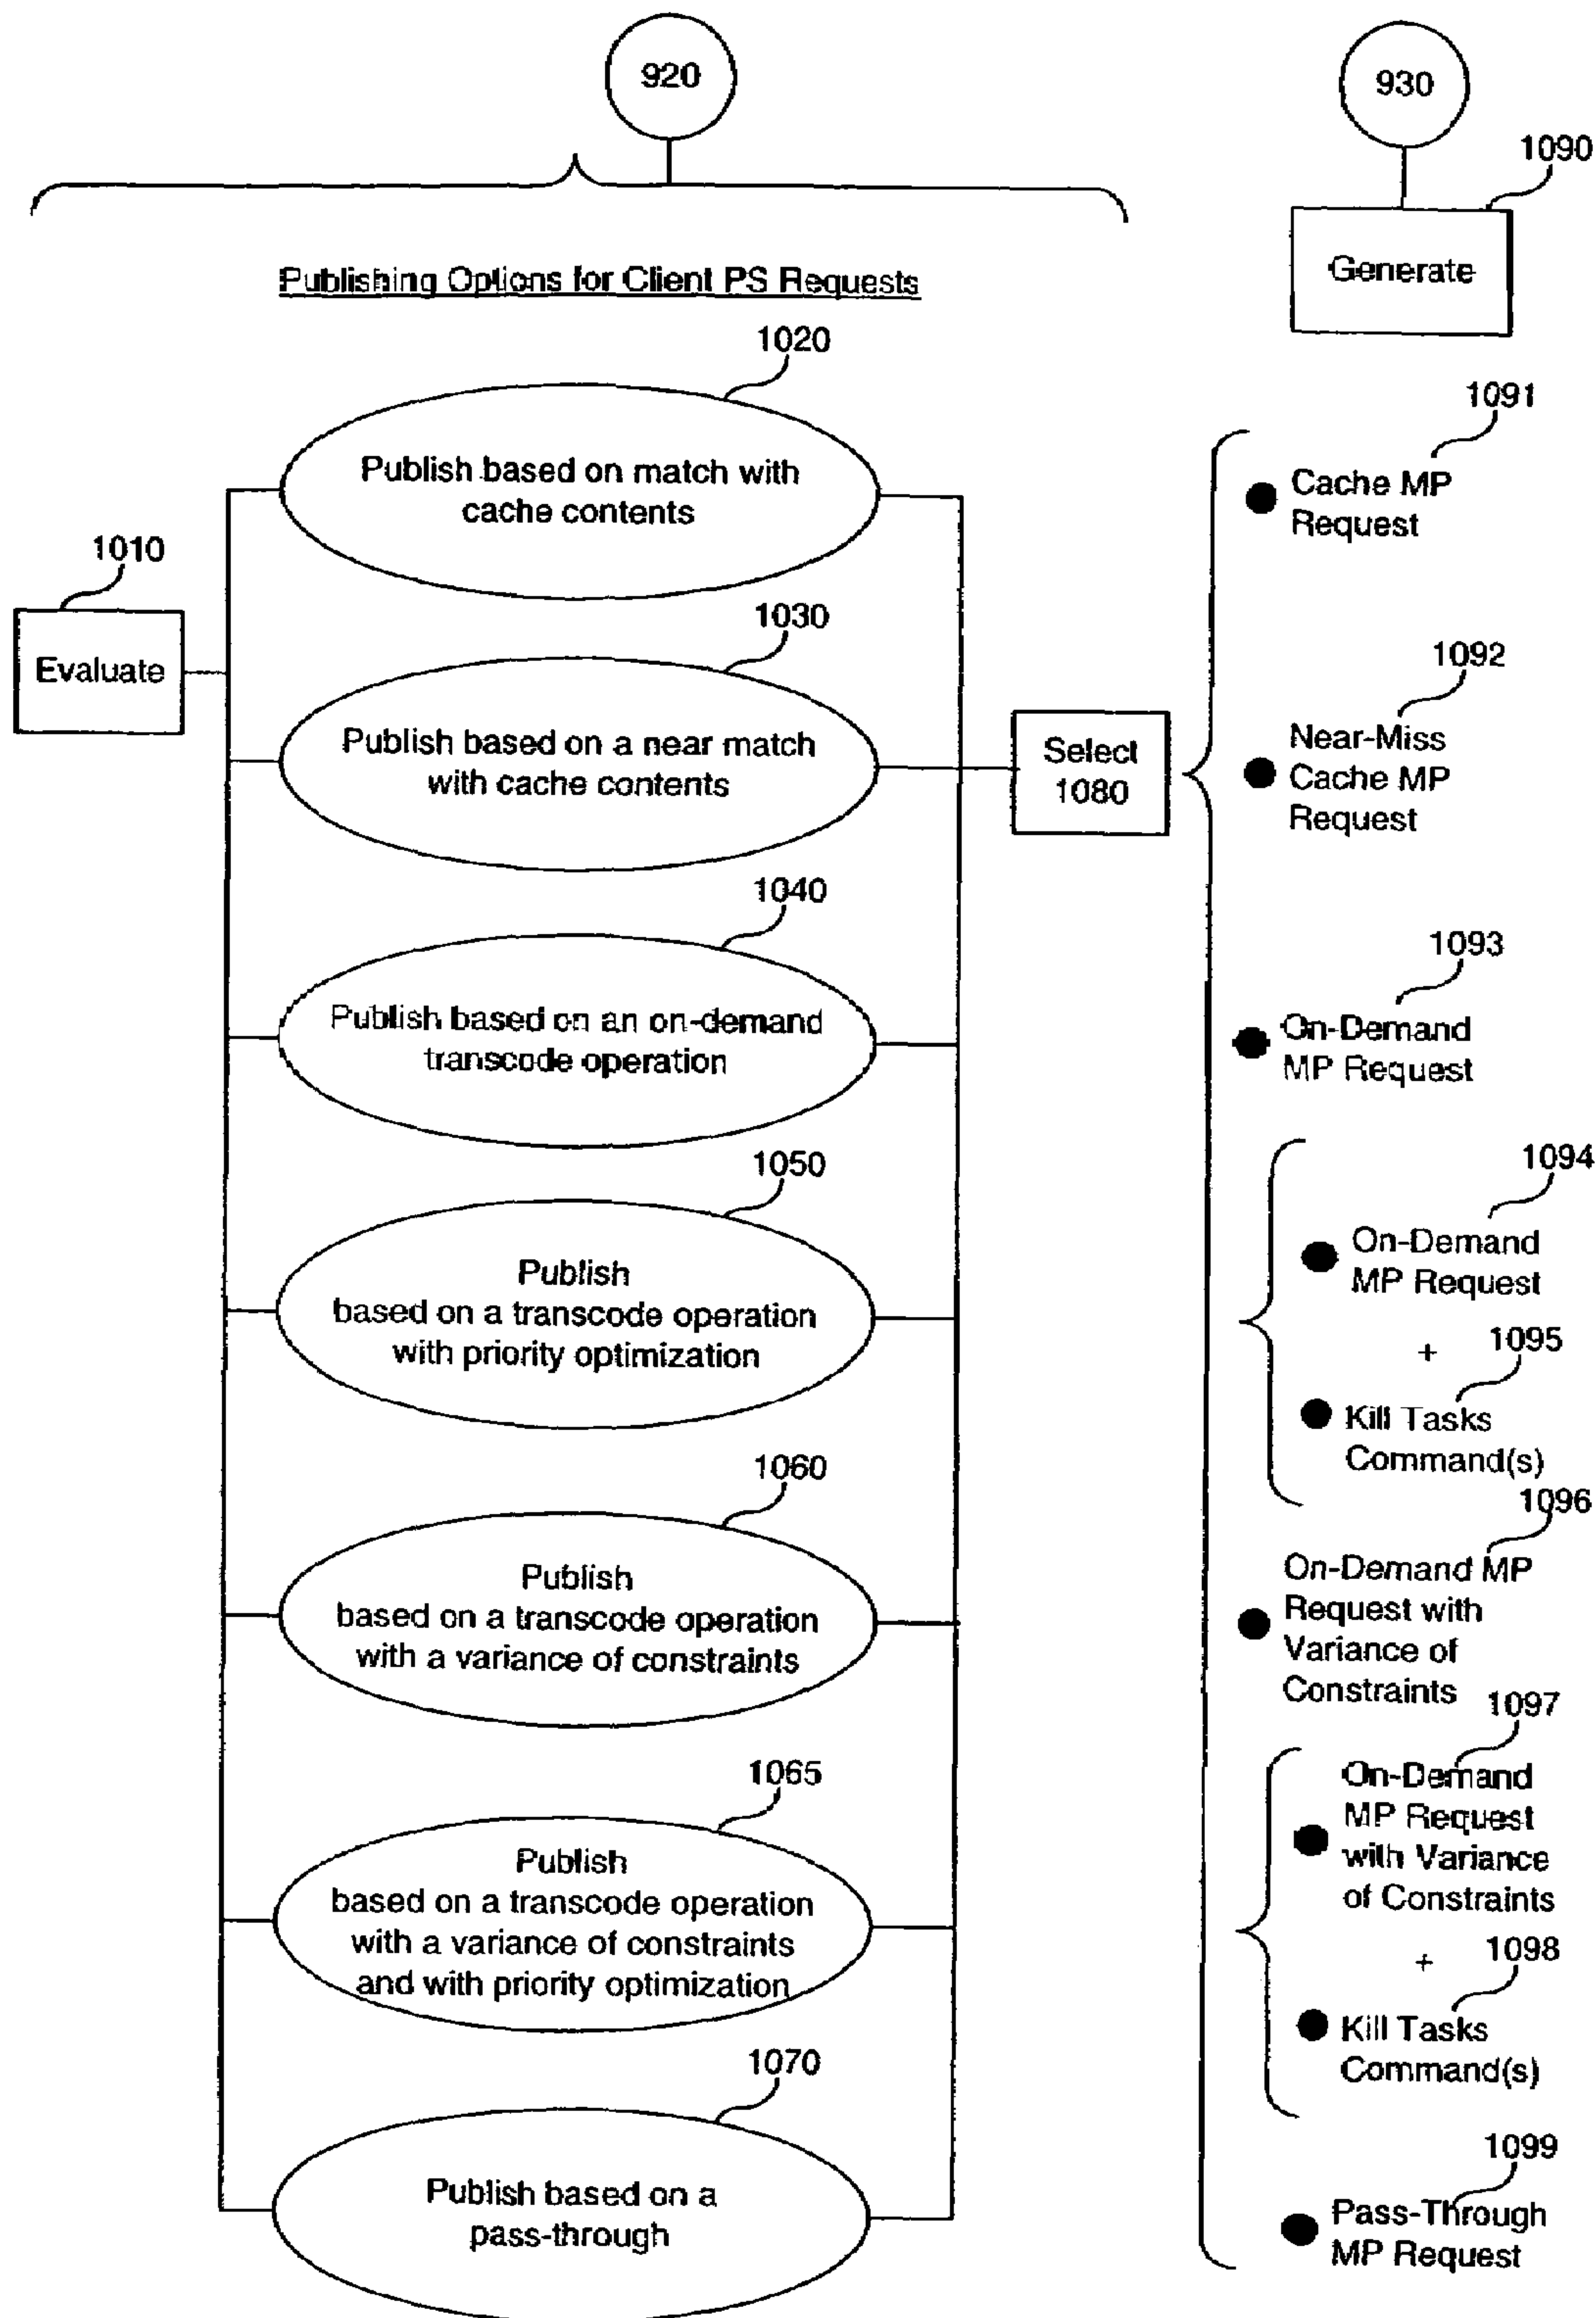 920
930
1090
Generate
Publishing Options for Client PS Requests
1020
Publish based on match with
cache contents
1010
Evaluate
1030
Publish based on a near match
with cache contents
1040
Publish based on an on-demand
transcode operation
1050
Publish
based on a transcode operation
with priority optimization
1060
Publish
based on a transcode operation
with a variance of constraints
1065
Publish
based on a transcode operation
with a variance of constraints
and with priority optimization
1070
Publish based on a
pass-through
Select
1080
1091
Cache MP
Request
1092
Near-Miss
Cache MP
Request
1093
On-Demand
MP Request
1094
On-Demand
MP Request
+
1095
Kill Tasks
Command(s)
1096
On-Demand MP
Request with
Variance of
Constraints
1097
On-Demand
MP Request
with Variance
of Constraints
+
1098
Kill Tasks
Command(s)
1099
Pass-Through
MP Request